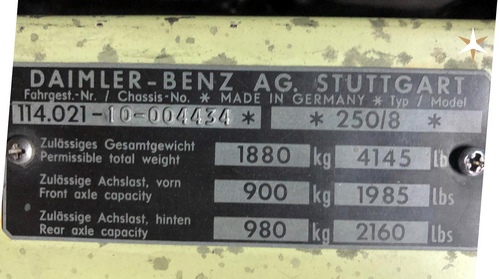 DAIMLER-BENZ AG. STUTTGART
Fahrgest.-Nr. / Chassis-No. * MADE IN GERMANY * Typ / Model
114.021-10-004434 * * 250/8 *
Zulässiges Gesamtgewicht
Permissible total weight 1880 kg 4145 lb
Zulässige Achslast, vorn
Front axle capacity 900 kg 1985 lbs
Zulässige Achslast, hinten
Rear axle capacity 980 kg 2160 lbs